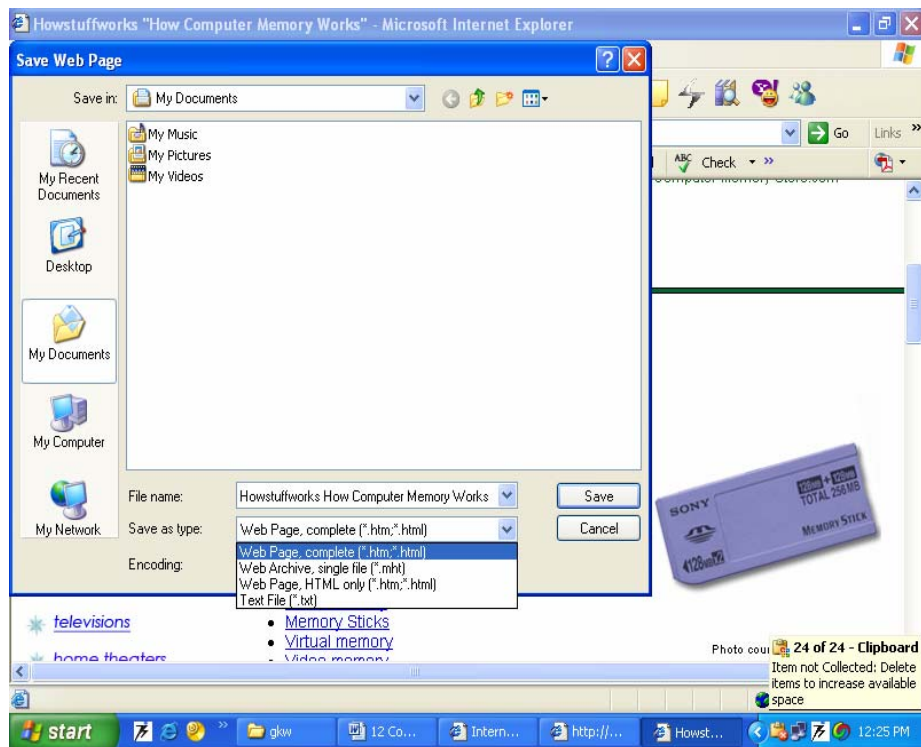 Howstuffworks "How Computer Memory Works" - Microsoft Internet Explorer
Save Web Page
Save in:
My Documents
My Recent
Documents
Desktop
My Documents
My Computer
My Network
My Music
My Pictures
My Videos
File name:
Howstuffworks How Computer Memory Works
Save
Save as type:
Web Page, complete (*.htm;*.html)
Cancel
Encoding:
Web Page, complete (*.htm;*.html)
Web Archive, single file (*.mht)
Web Page, HTML only (*.htm;*.html)
Text File (*.txt)
Go
Links
»
ABC Check
»
SONY
TOTAL 256MB
MEMORY STICK
televisions
home theaters
Memory Sticks
Virtual memory
Video memory
Photo
24 of 24 - Clipboard
Item not Collected: Delete
items to increase available
space
start
»
gkw
12 Co...
Intern...
http://...
Howst...
12:25 PM